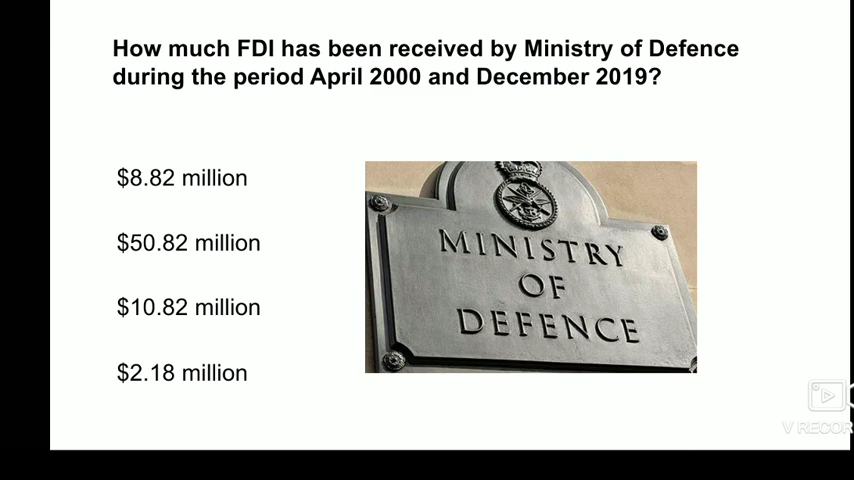 How much FDI has been received by Ministry of Defence
during the period April 2000 and December 2019?
$8.82 million
$50.82 million
$10.82 million
$2.18 million
MINISTRY
OF
DEFENCE
V RECOR